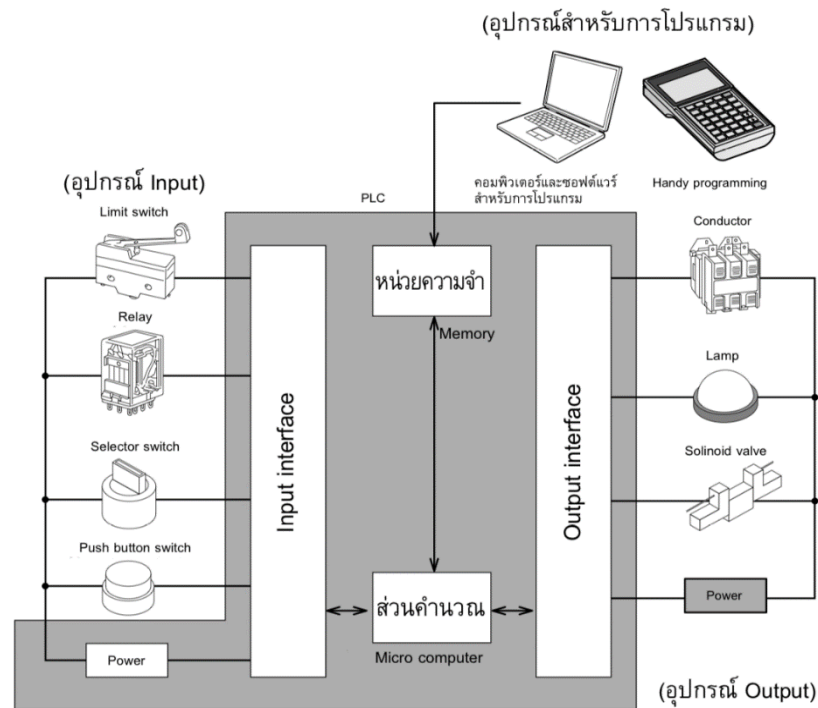 (อุปกรณ์สำหรับการโปรแกรม)
คอมพิวเตอร์และซอฟต์แวร์
สำหรับการโปรแกรม
Handy programming
(อุปกรณ์ Input)
PLC
Limit switch
Relay
Selector switch
Push button switch
Power
Input interface
หน่วยความจำ
Memory
ส่วนคำนวณ
Micro computer
Output interface
Conductor
Lamp
Solinoid valve
Power
(อุปกรณ์ Output)